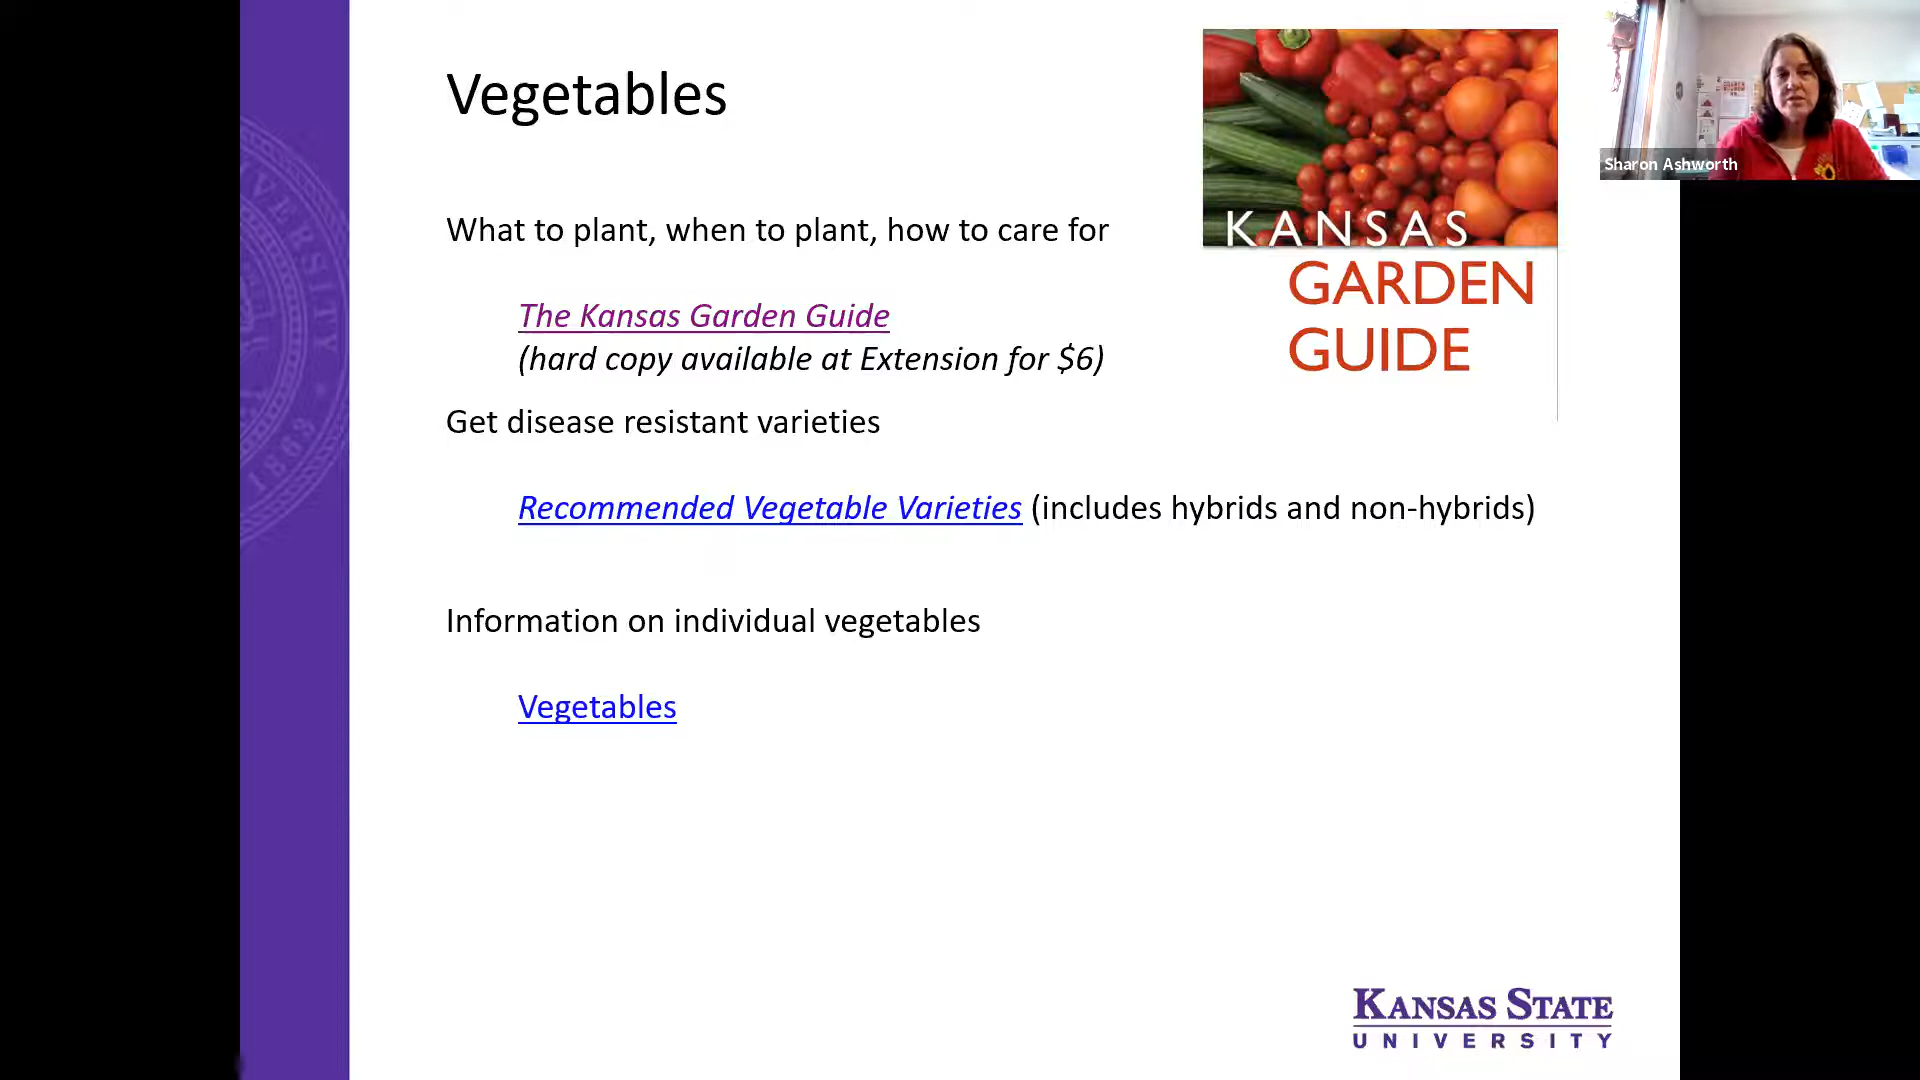 Vegetables
KANSAS
GARDEN
GUIDE
Sharon Ashworth
What to plant, when to plant, how to care for
The Kansas Garden Guide
(hard copy available at Extension for $6)
Get disease resistant varieties
Recommended Vegetable Varieties (includes hybrids and non-hybrids)
Information on individual vegetables
Vegetables
VERSITY
1863
KANSAS STATE
UNIVERSITY